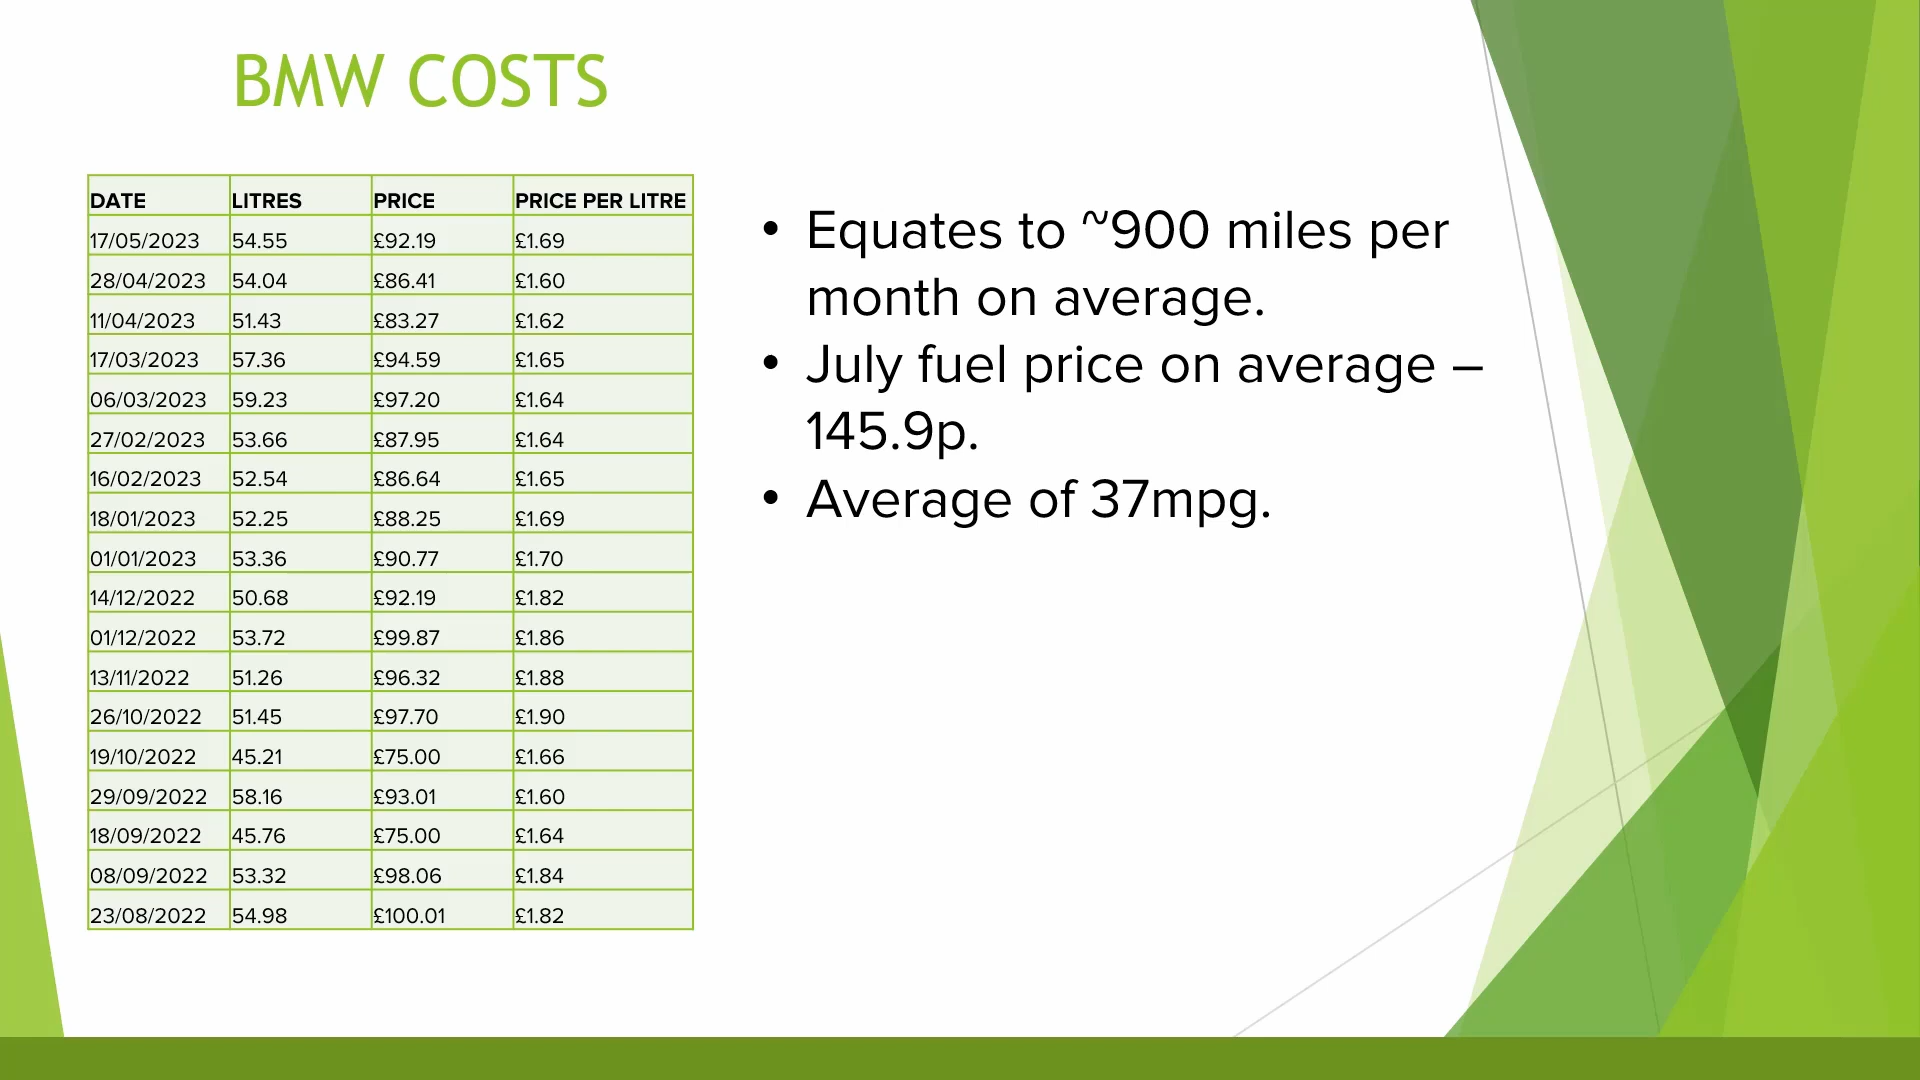 BMW COSTS
DATE LITRES PRICE PRICE PER LITRE
17/05/2023 54.55 £92.19 £1.69
28/04/2023 54.04 £86.41 £1.60
11/04/2023 51.43 £83.27 £1.62
17/03/2023 57.36 £94.59 £1.65
06/03/2023 59.23 £97.20 £1.64
27/02/2023 53.66 £87.95 £1.64
16/02/2023 52.54 £86.64 £1.65
18/01/2023 52.25 £88.25 £1.69
01/01/2023 53.36 £90.77 £1.70
14/12/2022 50.68 £92.19 £1.82
01/12/2022 53.72 £99.87 £1.86
13/11/2022 51.26 £96.32 £1.88
26/10/2022 51.45 £97.70 £1.90
19/10/2022 45.21 £75.00 £1.66
29/09/2022 58.16 £93.01 £1.60
18/09/2022 45.76 £75.00 £1.64
08/09/2022 53.32 £98.06 £1.84
23/08/2022 54.98 £100.01 £1.82
• Equates to ~900 miles per
month on average.
• July fuel price on average –
145.9p.
• Average of 37mpg.